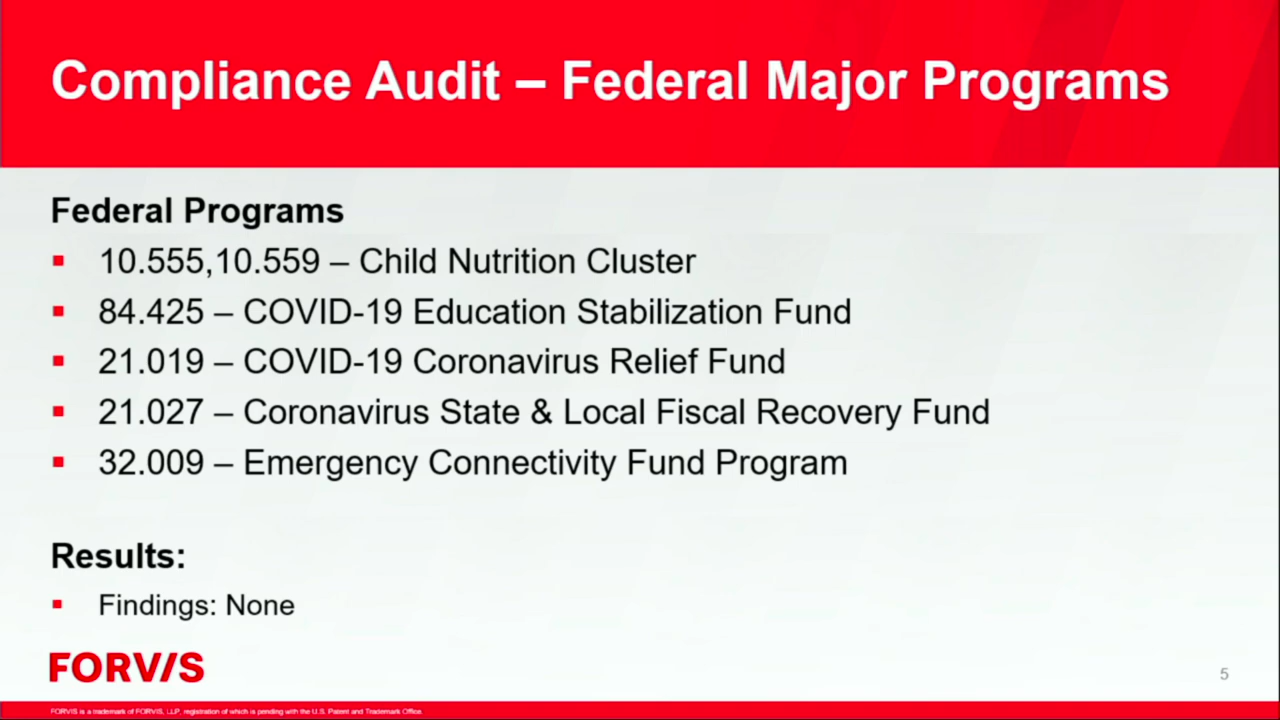 Compliance Audit – Federal Major Programs
Federal Programs
▪ 10.555,10.559 – Child Nutrition Cluster
▪ 84.425 – COVID-19 Education Stabilization Fund
▪ 21.019 – COVID-19 Coronavirus Relief Fund
▪ 21.027 – Coronavirus State & Local Fiscal Recovery Fund
▪ 32.009 – Emergency Connectivity Fund Program
Results:
▪ Findings: None
FORVIS
5
FORVIS is a trademark of FORVIS, LLP, registration of which is pending with the U.S. Patent and Trademark Office.